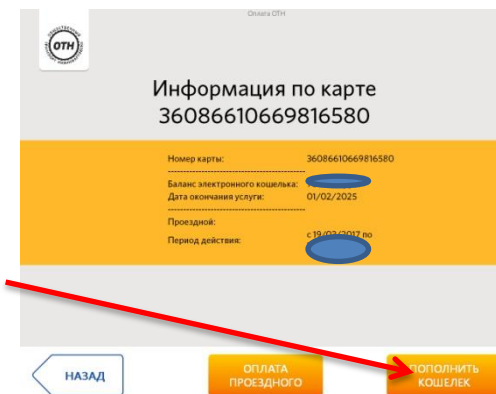 Оплата ОТН
ОТН
Информация по карте
36086610669816580
Номер карты: 36086610669816580
Баланс электронного кошелька:
Дата окончания услуги: 01/02/2025
Проездной:
Период действия: с 19/03/2017 по
НАЗАД
ОПЛАТА
ПРОЕЗДНОГО
ПОПОЛНИТЬ
КОШЕЛЕК